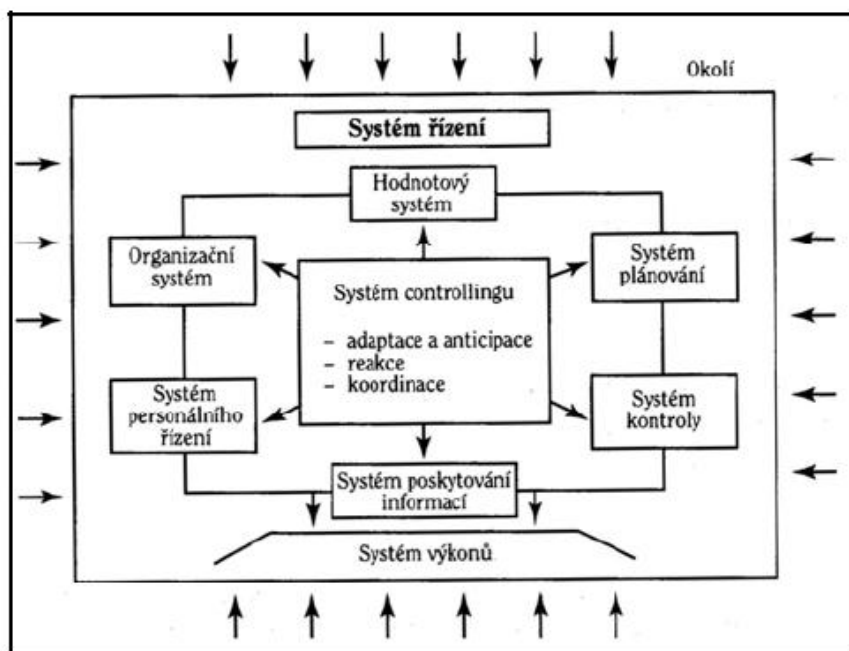 Okolí
Systém řízení
Hodnotový
systém
Organizační
systém
Systém
plánování
Systém controllingu
– adaptace a anticipace
– reakce
– koordinace
Systém
personálního
řízení
Systém
kontroly
Systém poskytování
informací
Systém výkonů